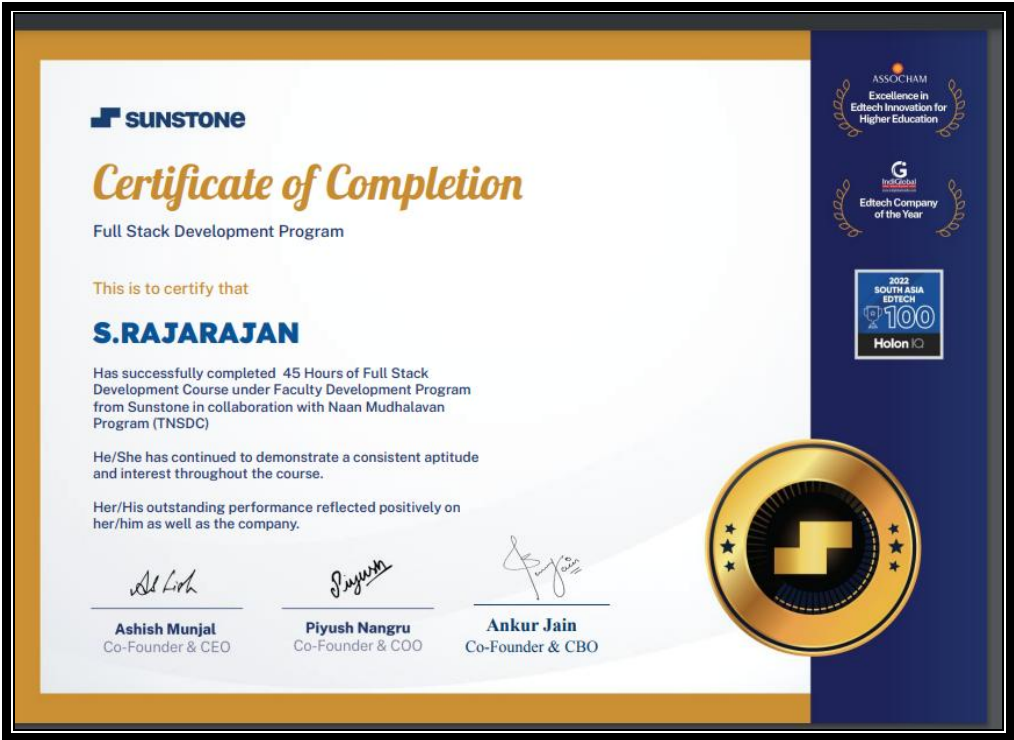 SUNSTONE
Certificate of Completion
Full Stack Development Program
This is to certify that
S.RAJARAJAN
Has successfully completed 45 Hours of Full Stack
Development Course under Faculty Development Program
from Sunstone in collaboration with Naan Mudhalavan
Program (TNSDC)
He/She has continued to demonstrate a consistent aptitude
and interest throughout the course.
Her/His outstanding performance reflected positively on
her/him as well as the company.
Piyush
Ashish Munjal
Co-Founder & CEO
Piyush Nangru
Co-Founder & COO
Ankur Jain
Co-Founder & CBO
ASSOCHAM
Excellence in
Edtech Innovation for
Higher Education
G
IndiGlobal
Edtech Company
of the Year
2022
SOUTH ASIA
EDTECH
100
Holon IQ